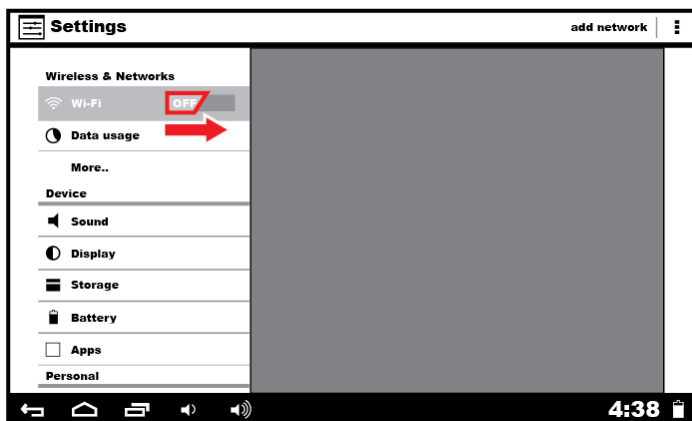 Settings
add network
Wireless & Networks
Wi-Fi OFF
Data usage
More..
Device
Sound
Display
Storage
Battery
Apps
Personal
4:38